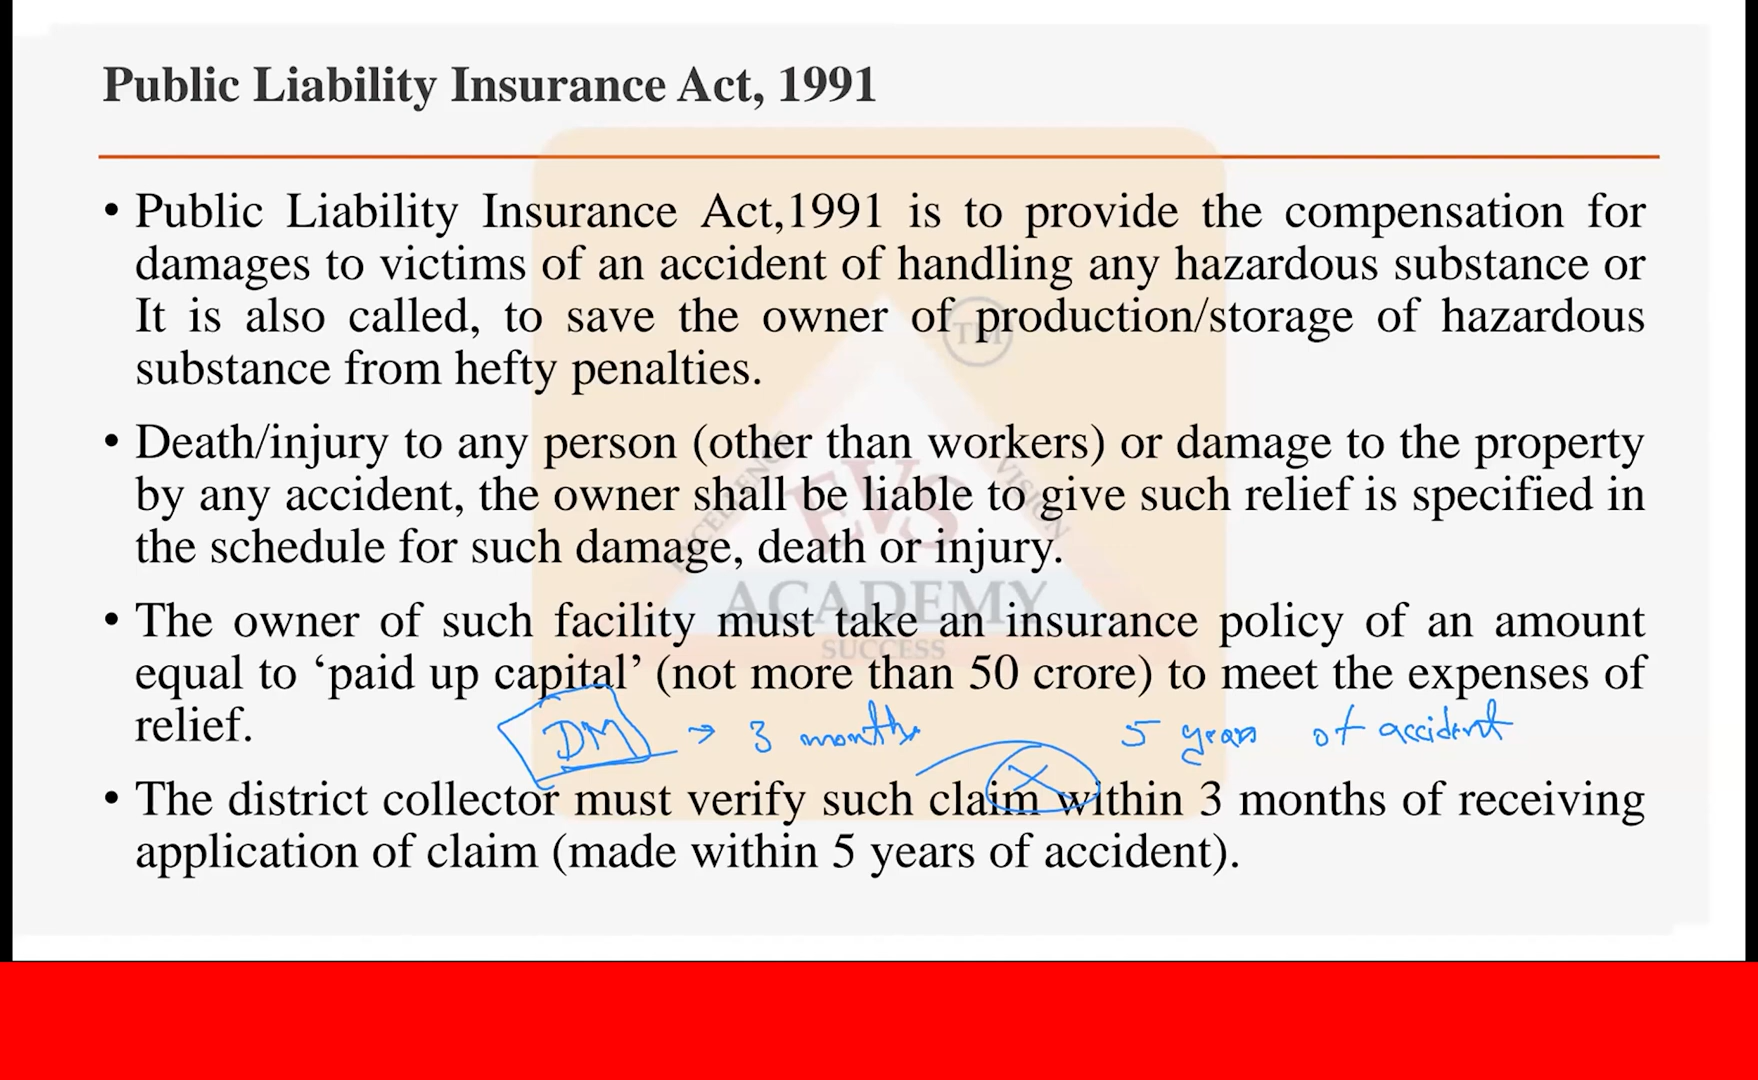 Public Liability Insurance Act, 1991
• Public Liability Insurance Act,1991 is to provide the compensation for
damages to victims of an accident of handling any hazardous substance or
It is also called, to save the owner of production/storage of hazardous
substance from hefty penalties.
• Death/injury to any person (other than workers) or damage to the property
by any accident, the owner shall be liable to give such relief is specified in
the schedule for such damage, death or injury.
• The owner of such facility must take an insurance policy of an amount
equal to ‘paid up capital’ (not more than 50 crore) to meet the expenses of
relief.
DM → 3 months 5 years of accident
• The district collector must verify such claim within 3 months of receiving
application of claim (made within 5 years of accident).
TM
EXCELLENCE
VISION
EVS
ACADEMY
SUCCESS